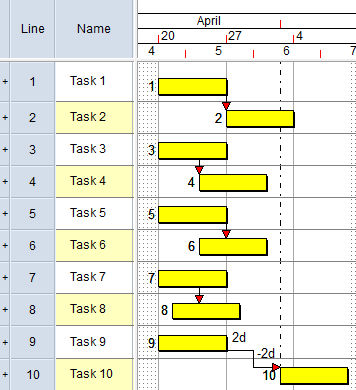 Line Name April
20 27 4
4 5 6 7
1 Task 1 1
2 Task 2 2
3 Task 3 3
4 Task 4 4
5 Task 5 5
6 Task 6 6
7 Task 7 7
8 Task 8 8
9 Task 9 9 2d
-2d
10 Task 10 10